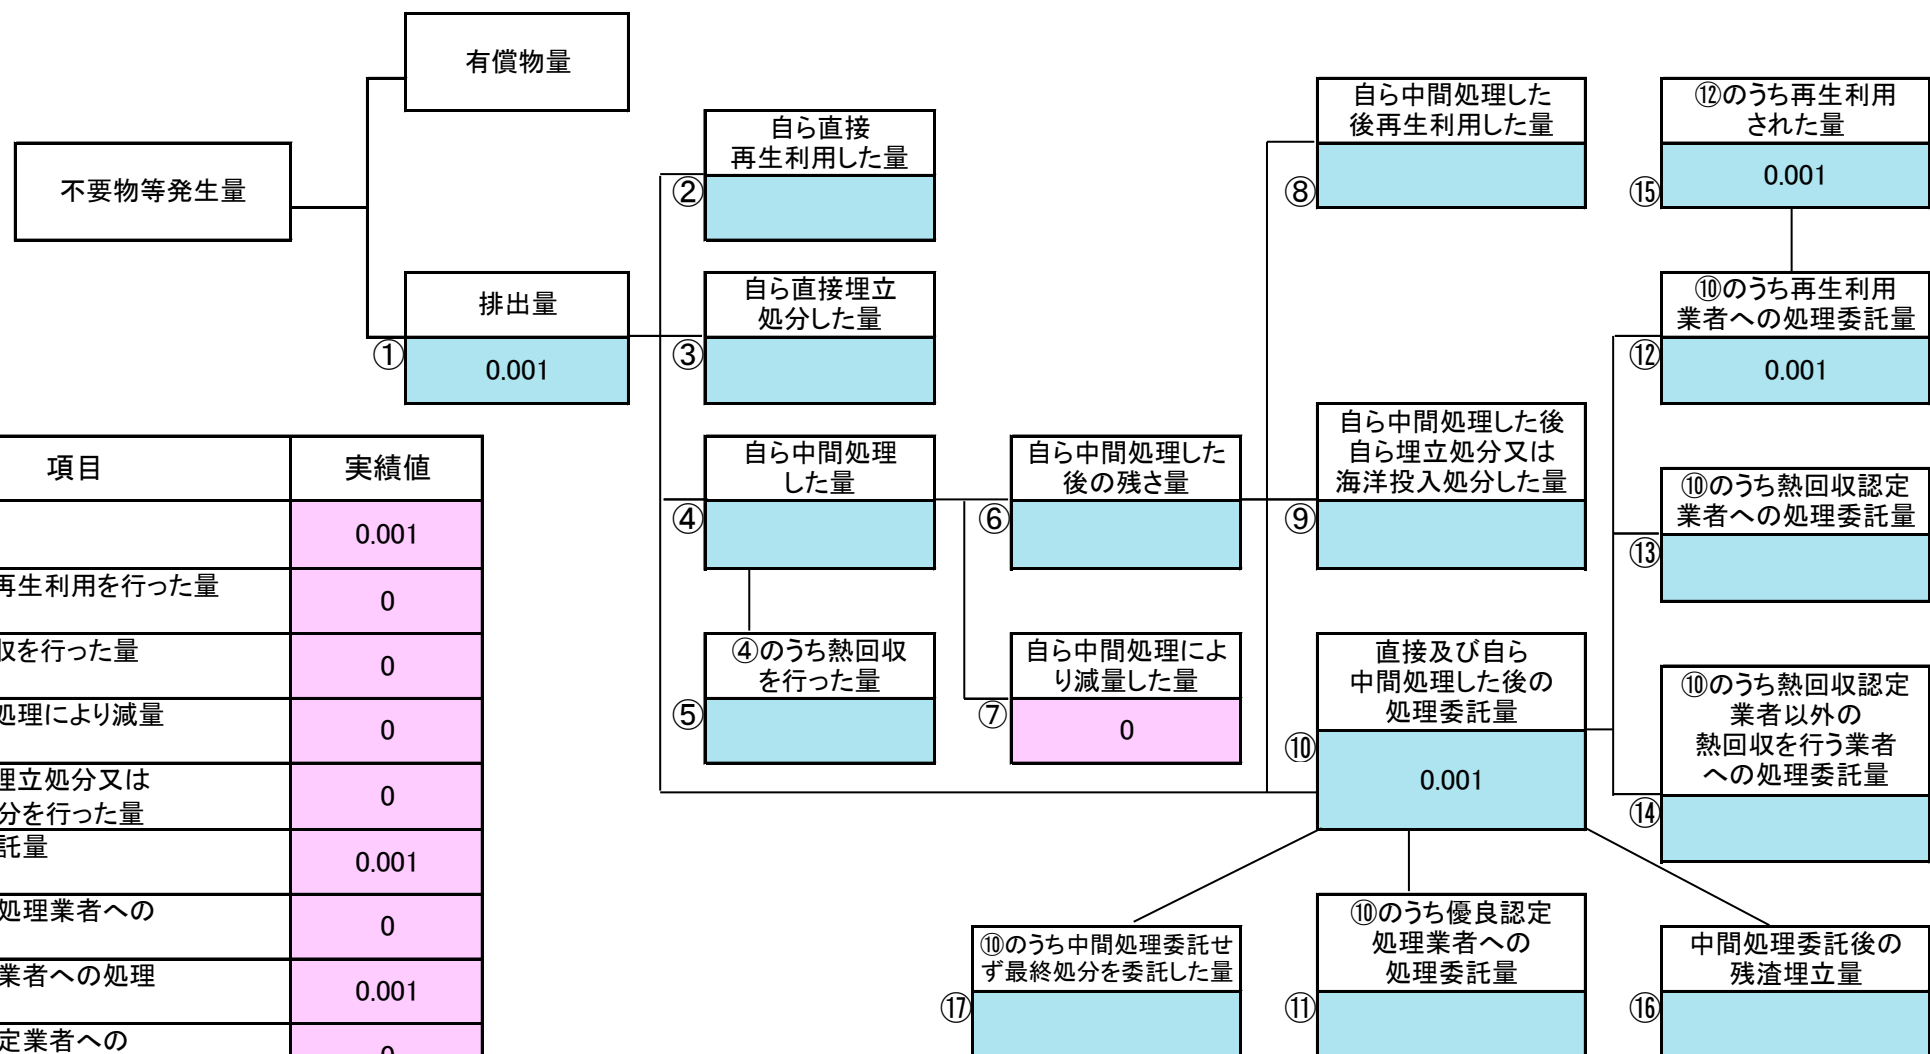 有償物量
不要物等発生量
排出量
①
0.001
自ら直接
再生利用した量
②
自ら直接埋立
処分した量
③
自ら中間処理
した量
④
④のうち熱回収
を行った量
⑤
自ら中間処理した
後の残さ量
⑥
自ら中間処理によ
り減量した量
⑦
0
自ら中間処理した
後再生利用した量
⑧
自ら中間処理した後
自ら埋立処分又は
海洋投入処分した量
⑨
直接及び自ら
中間処理した後の
処理委託量
⑩
0.001
⑫のうち再生利用
された量
⑮
0.001
⑩のうち再生利用
業者への処理委託量
⑫
0.001
⑩のうち熱回収認定
業者への処理委託量
⑬
⑩のうち熱回収認定
業者以外の
熱回収を行う業者
への処理委託量
⑭
⑩のうち中間処理委託せ
ず最終処分を委託した量
⑰
⑩のうち優良認定
処理業者への
処理委託量
⑪
中間処理委託後の
残渣埋立量
⑯
項目
実績値
0.001
再生利用を行った量
0
収を行った量
0
処理により減量
0
埋立処分又は
分を行った量
0
託量
0.001
処理業者への
0
業者への処理
0.001
定業者への
0